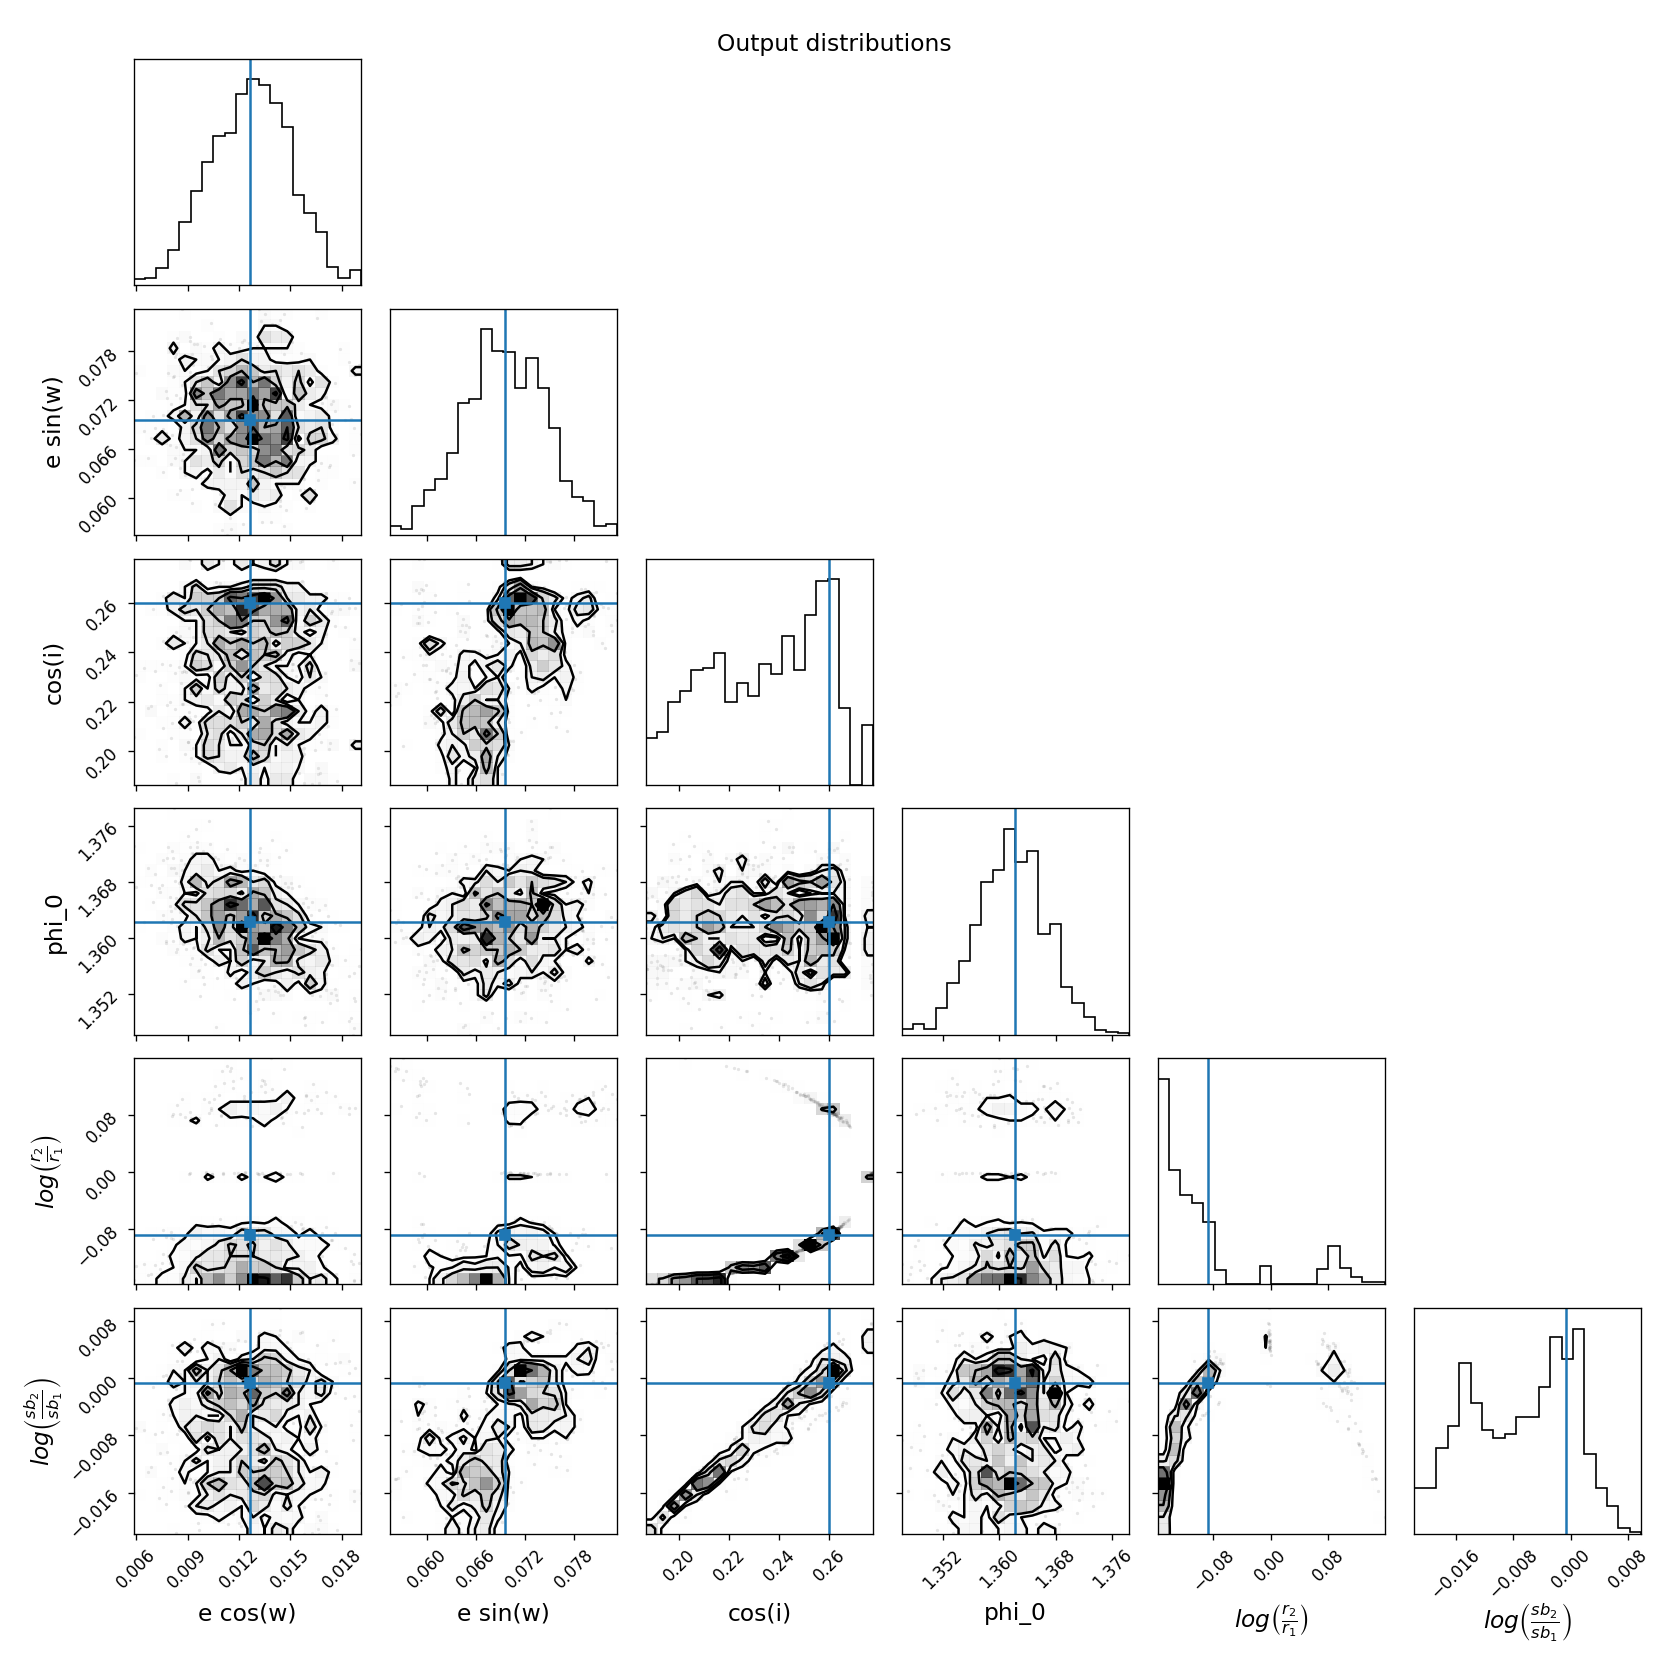 Output distributions
e sin(w)
0.078
0.072
0.066
0.060
cos(i)
0.26
0.24
0.22
0.20
phi_0
1.376
1.368
1.360
1.352
log(r2/r1)
0.08
0.00
−0.08
log(sb2/sb1)
0.008
0.000
−0.008
−0.016
0.006 0.009 0.012 0.015 0.018
0.060 0.066 0.072 0.078
0.20 0.22 0.24 0.26
1.352 1.360 1.368 1.376
−0.08 0.00 0.08
−0.016 −0.008 0.000 0.008
e cos(w)
e sin(w)
cos(i)
phi_0
log(r2/r1)
log(sb2/sb1)